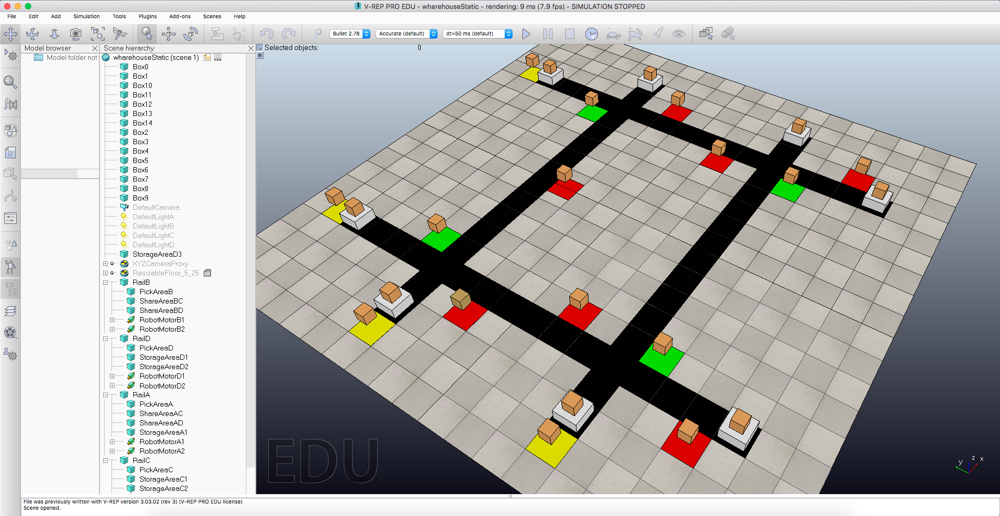 V-REP PRO EDU - wharehouseStatic - rendering: 9 ms (7.9 fps) - SIMULATION STOPPED
File Edit Add Simulation Tools Plugins Add-ons Scenes Help
Bullet 2.78 Accurate (default) dt=50 ms (default)
Model browser
Model folder not
Scene hierarchy
wharehouseStatic (scene 1)
Box0
Box1
Box10
Box11
Box12
Box13
Box14
Box2
Box3
Box4
Box5
Box6
Box7
Box8
Box9
DefaultCamera
DefaultLightA
DefaultLightB
DefaultLightC
DefaultLightD
StorageAreaD3
XYZCameraProxy
ResizableFloor_5_25
RailB
PickAreaB
ShareAreaBC
ShareAreaBD
RobotMotorB1
RobotMotorB2
RailD
PickAreaD
StorageAreaD1
StorageAreaD2
RobotMotorD1
RobotMotorD2
RailA
PickAreaA
ShareAreaAC
ShareAreaAD
StorageAreaA1
RobotMotorA1
RobotMotorA2
RailC
PickAreaC
StorageAreaC1
StorageAreaC2
Selected objects: 0
f(x)
EDU
y z x
File was previously written with V-REP version 3.03.02 (rev 3) (V-REP PRO EDU license)
Scene opened.